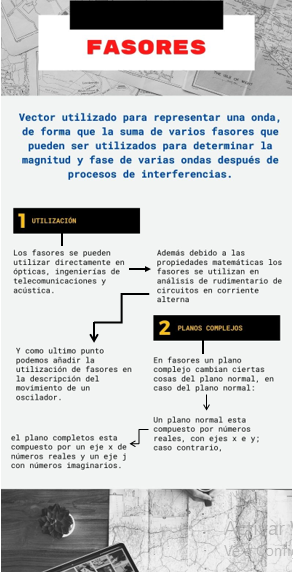 FASORES
Vector utilizado para representar una onda,
de forma que la suma de varios fasores que
pueden ser utilizados para determinar la
magnitud y fase de varias ondas después de
procesos de interferencias.
1 UTILIZACIÓN
Los fasores se pueden
utilizar directamente en
ópticas, ingenierías de
telecomunicaciones y
acústica.
Además debido a las
propiedades matemáticas los
fasores se utilizan en
análisis de rudimentario de
circuitos en corriente
alterna
Y como ultimo punto
podemos añadir la
utilización de fasores en
la descripción del
movimiento de un
oscilador.
2 PLANOS COMPLEJOS
En fasores un plano
complejo cambian ciertas
cosas del plano normal, en
caso del plano normal:
Un plano normal esta
compuesto por números
reales, con ejes x e y;
caso contrario,
el plano completos esta
compuesto por un eje x de
números reales y un eje j
con números imaginarios.